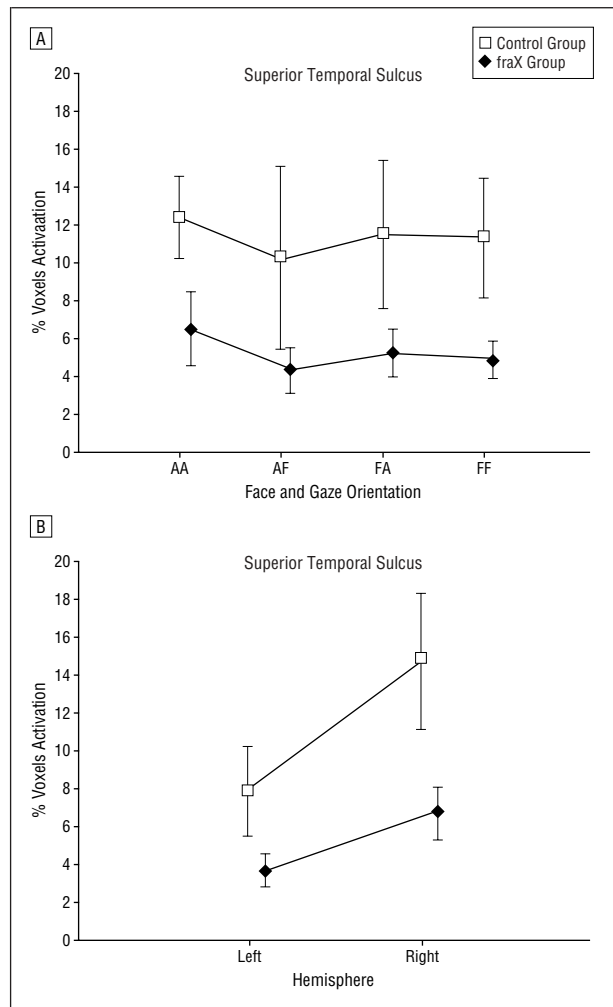 A
Control Group
fraX Group
Superior Temporal Sulcus
20
18
16
14
12
10
8
6
4
2
0
% Voxels Activaation
AA AF FA FF
Face and Gaze Orientation
B
Superior Temporal Sulcus
20
18
16
14
12
10
8
6
4
2
0
% Voxels Activation
Left Right
Hemisphere